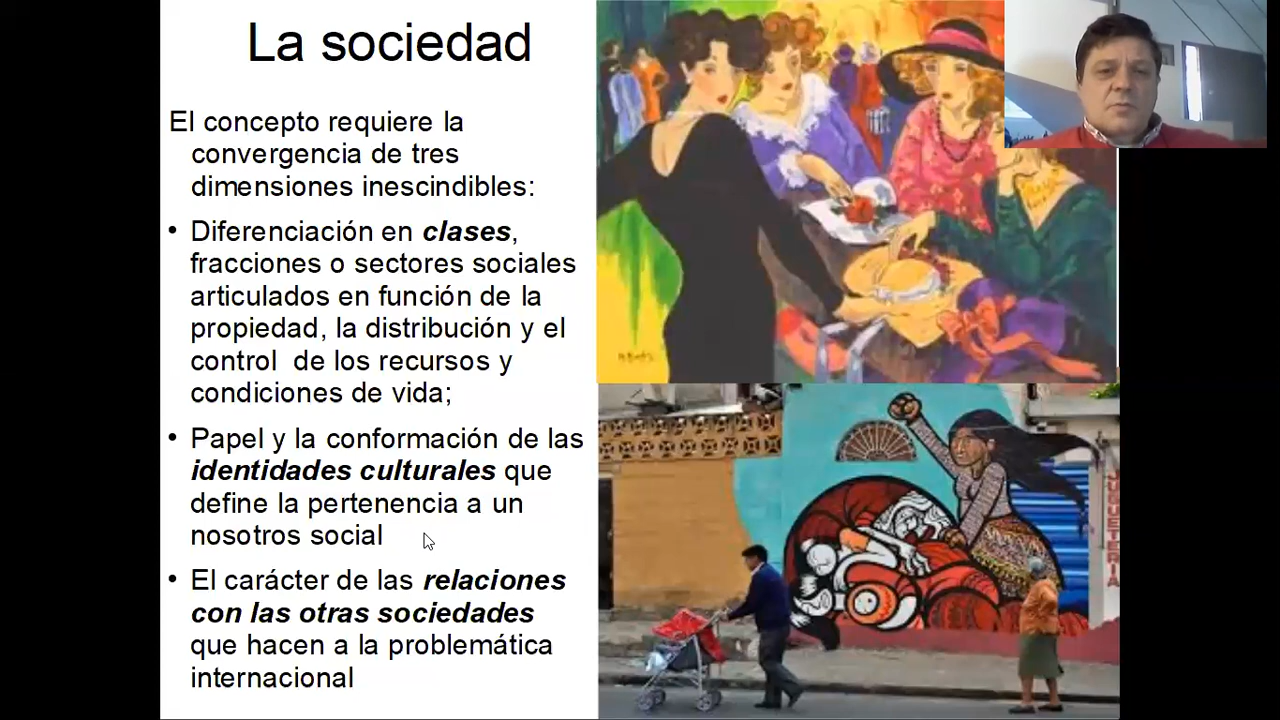 La sociedad
El concepto requiere la
convergencia de tres
dimensiones inescindibles:
• Diferenciación en clases,
fracciones o sectores sociales
articulados en función de la
propiedad, la distribución y el
control de los recursos y
condiciones de vida;
• Papel y la conformación de las
identidades culturales que
define la pertenencia a un
nosotros social
• El carácter de las relaciones
con las otras sociedades
que hacen a la problemática
internacional
JUGUETERIA